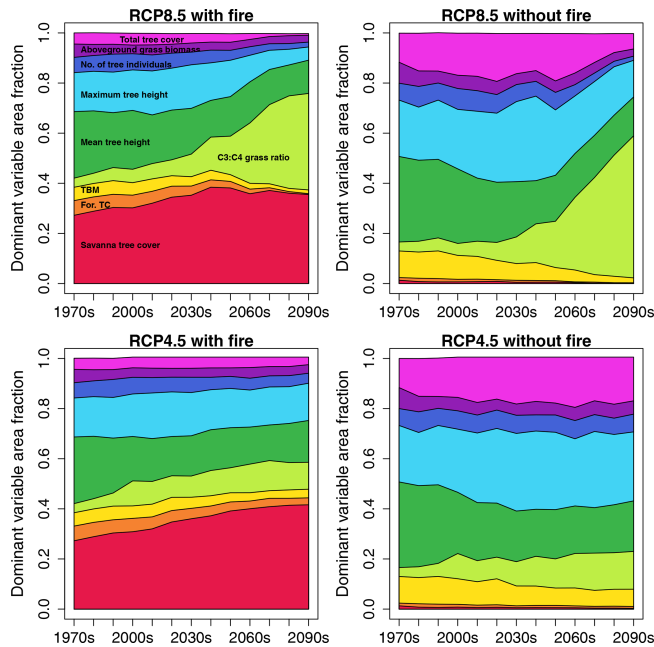 RCP8.5 with fire
Dominant variable area fraction
1.0
0.8
0.6
0.4
0.2
0.0
Total tree cover
Aboveground grass biomass
No. of tree individuals
Maximum tree height
Mean tree height
C3:C4 grass ratio
TBM
For. TC
Savanna tree cover
1970s 2000s 2030s 2060s 2090s
RCP8.5 without fire
Dominant variable area fraction
1.0
0.8
0.6
0.4
0.2
0.0
1970s 2000s 2030s 2060s 2090s
RCP4.5 with fire
Dominant variable area fraction
1.0
0.8
0.6
0.4
0.2
0.0
1970s 2000s 2030s 2060s 2090s
RCP4.5 without fire
Dominant variable area fraction
1.0
0.8
0.6
0.4
0.2
0.0
1970s 2000s 2030s 2060s 2090s